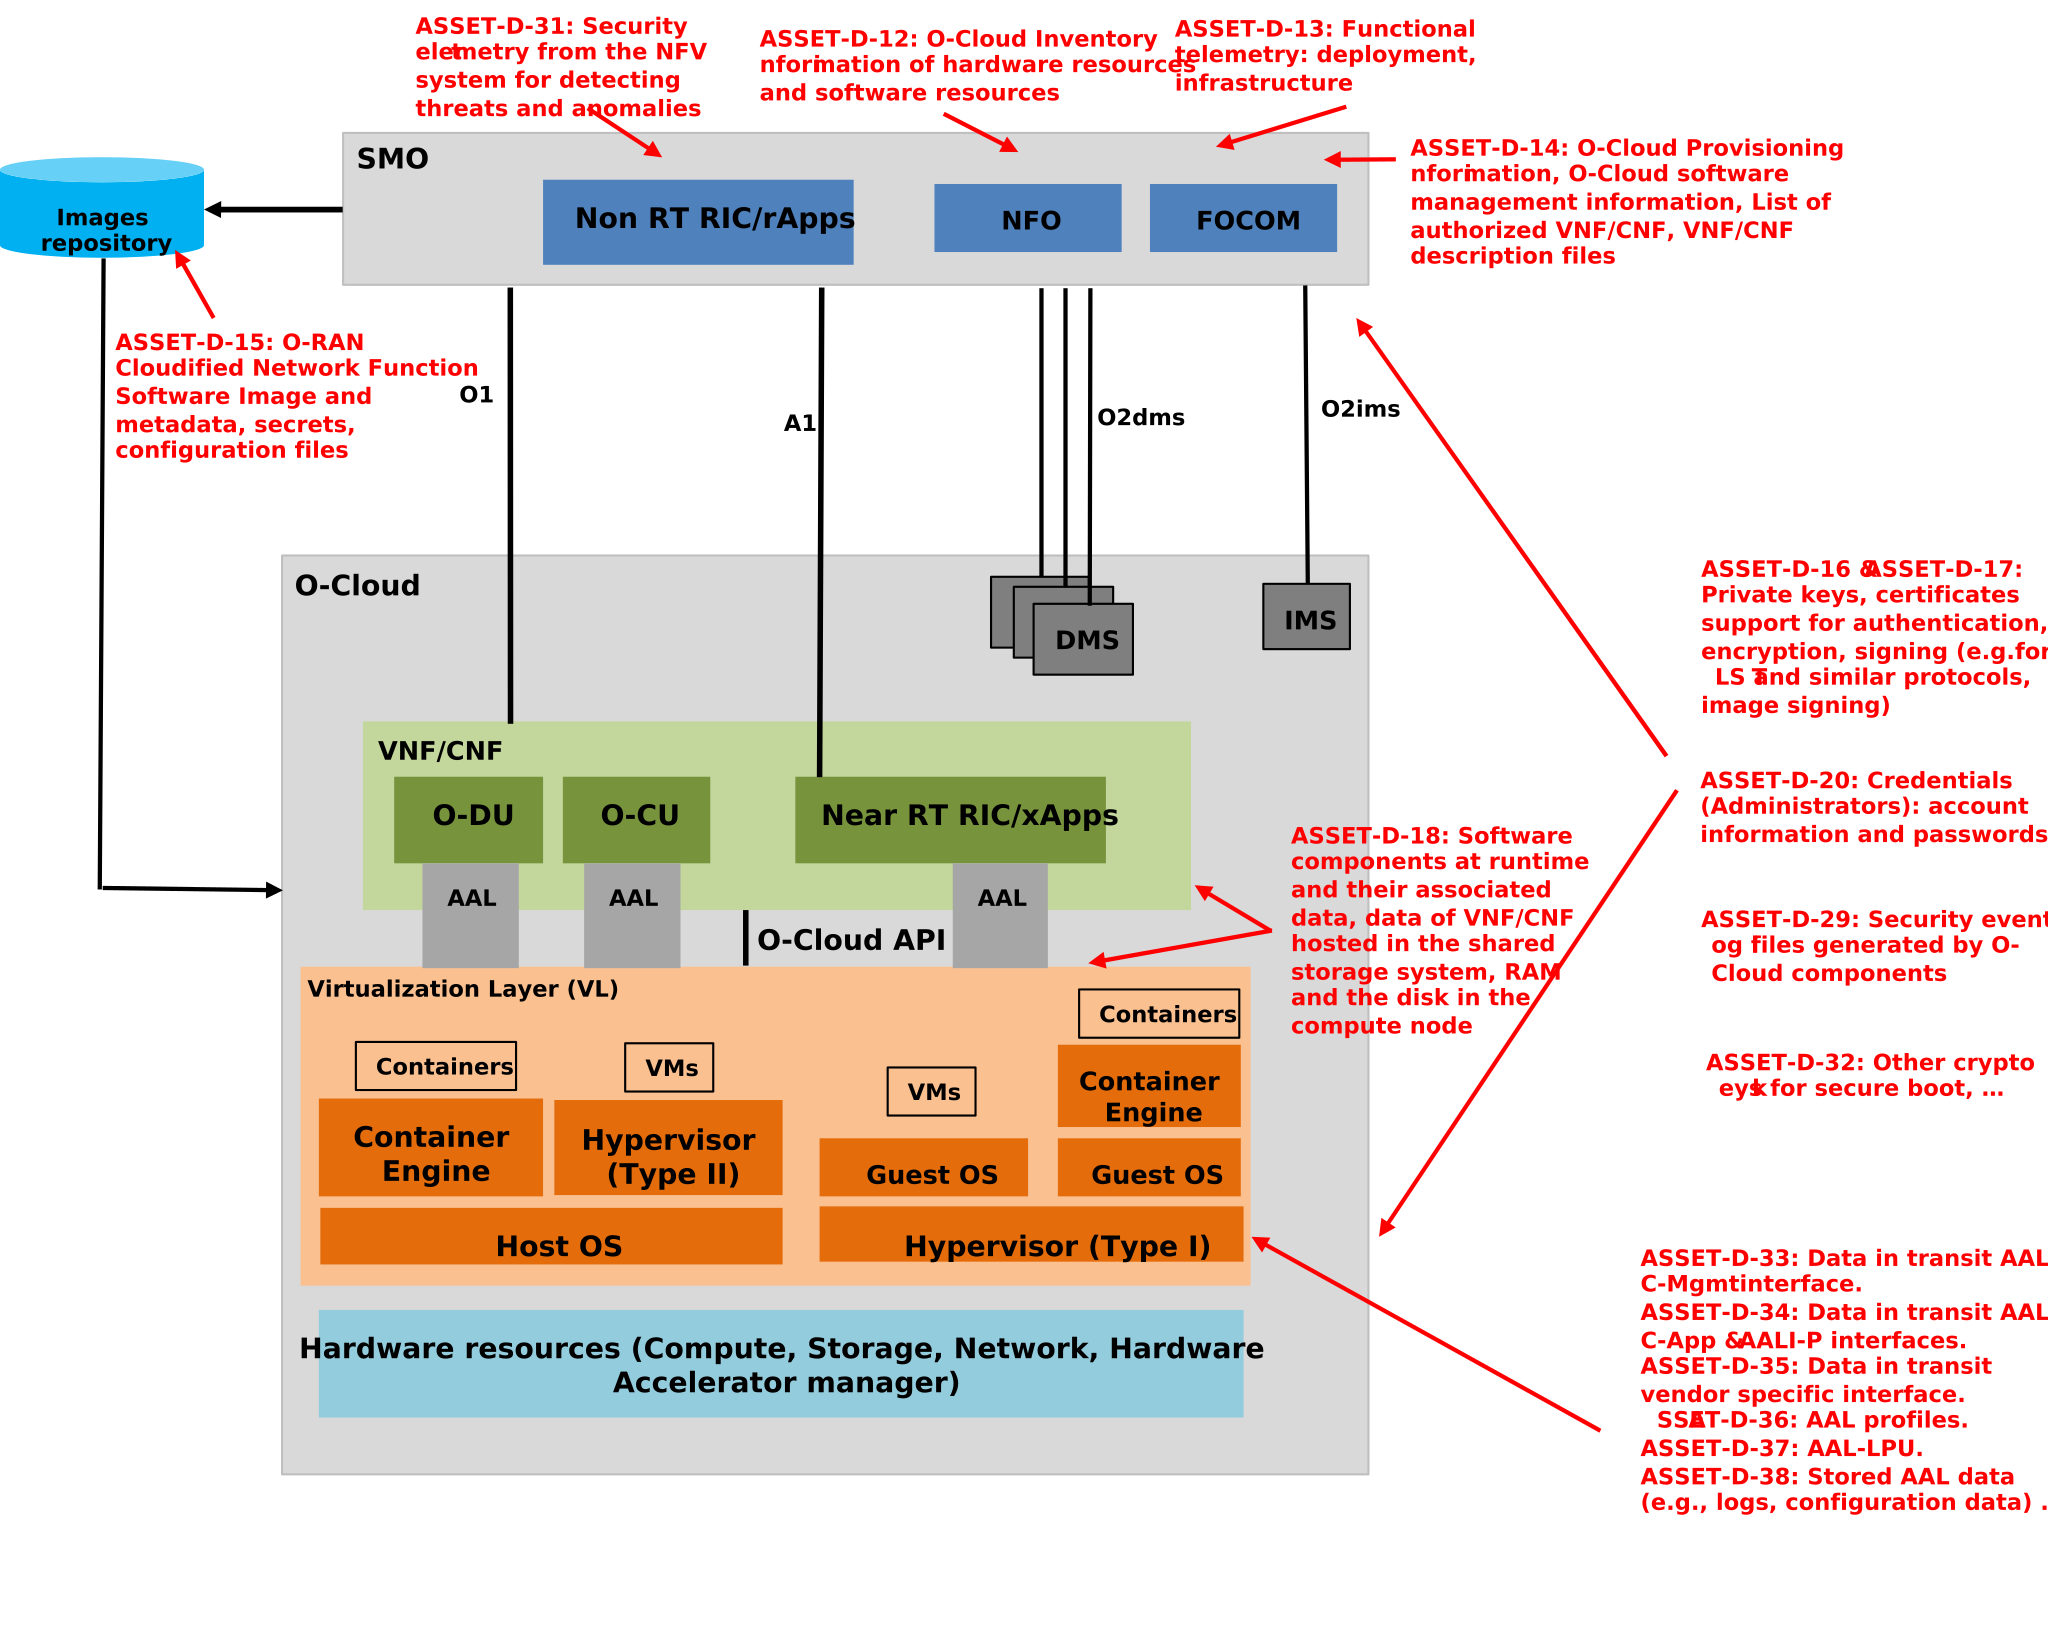 ASSET-D-31: Security
eletmetry from the NFV
system for detecting
threats and anomalies
ASSET-D-12: O-Cloud Inventory
nforimation of hardware resources
and software resources
ASSET-D-13: Functional
telemetry: deployment,
infrastructure
ASSET-D-14: O-Cloud Provisioning
nforimation, O-Cloud software
management information, List of
authorized VNF/CNF, VNF/CNF
description files
SMO
Non RT RIC/rApps
NFO
FOCOM
Images
repository
ASSET-D-15: O-RAN
Cloudified Network Function
Software Image and
metadata, secrets,
configuration files
O1
A1
O2dms
O2ims
O-Cloud
DMS
IMS
ASSET-D-16 & ASSET-D-17:
Private keys, certificates
support for authentication,
encryption, signing (e.g.for
LS Tand similar protocols,
image signing)
VNF/CNF
O-DU
O-CU
Near RT RIC/xApps
AAL
AAL
AAL
O-Cloud API
ASSET-D-18: Software
components at runtime
and their associated
data, data of VNF/CNF
hosted in the shared
storage system, RAM
and the disk in the
compute node
ASSET-D-20: Credentials
(Administrators): account
information and passwords
ASSET-D-29: Security event
og files generated by O-
Cloud components
ASSET-D-32: Other crypto
eysk for secure boot, …
Virtualization Layer (VL)
Containers
VMs
VMs
Containers
Container
Engine
Hypervisor
(Type II)
Guest OS
Container
Engine
Guest OS
Host OS
Hypervisor (Type I)
Hardware resources (Compute, Storage, Network, Hardware
Accelerator manager)
ASSET-D-33: Data in transit AAL
C-Mgmtinterface.
ASSET-D-34: Data in transit AAL
C-App &AALI-P interfaces.
ASSET-D-35: Data in transit
vendor specific interface.
SSAET-D-36: AAL profiles.
ASSET-D-37: AAL-LPU.
ASSET-D-38: Stored AAL data
(e.g., logs, configuration data) .